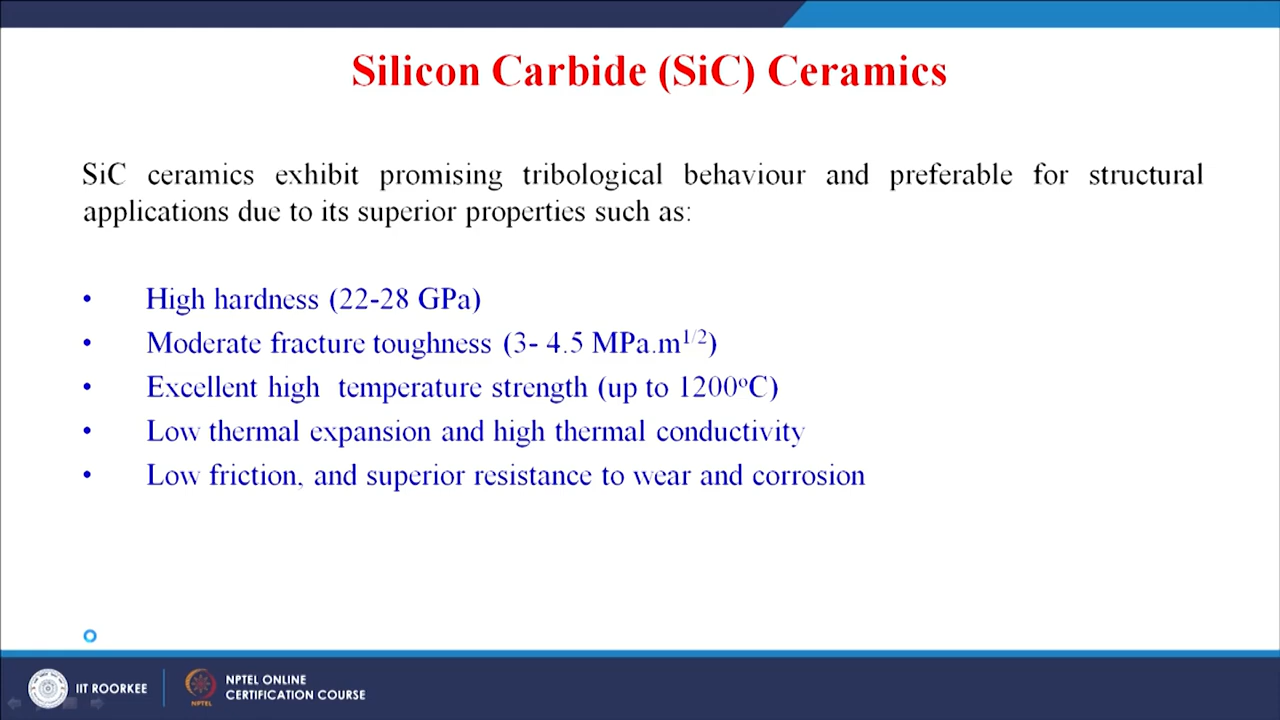 Silicon Carbide (SiC) Ceramics
SiC ceramics exhibit promising tribological behaviour and preferable for structural
applications due to its superior properties such as:
• High hardness (22-28 GPa)
• Moderate fracture toughness (3- 4.5 MPa.m1/2)
• Excellent high temperature strength (up to 1200oC)
• Low thermal expansion and high thermal conductivity
• Low friction, and superior resistance to wear and corrosion
IIT ROORKEE
NPTEL
NPTEL ONLINE
CERTIFICATION COURSE